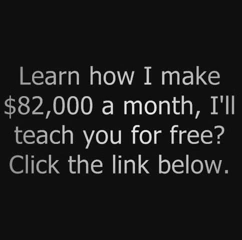 Learn how I make
$82,000 a month, I'll
teach you for free?
Click the link below.